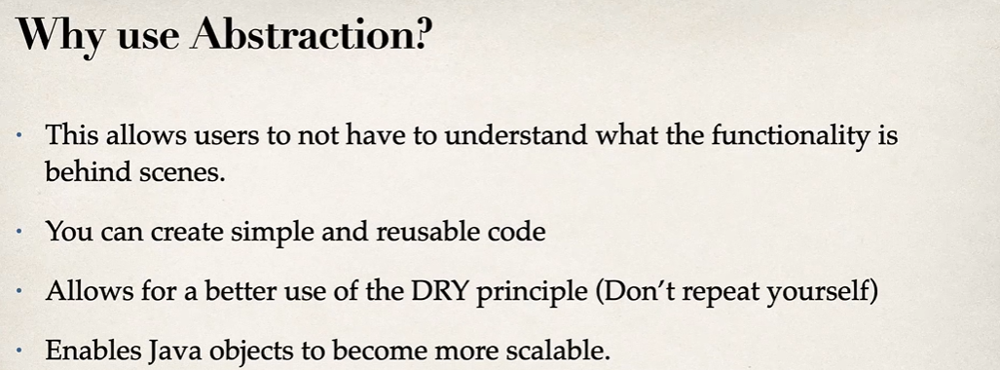 Why use Abstraction?
· This allows users to not have to understand what the functionality is
behind scenes.
· You can create simple and reusable code
· Allows for a better use of the DRY principle (Don't repeat yourself)
· Enables Java objects to become more scalable.